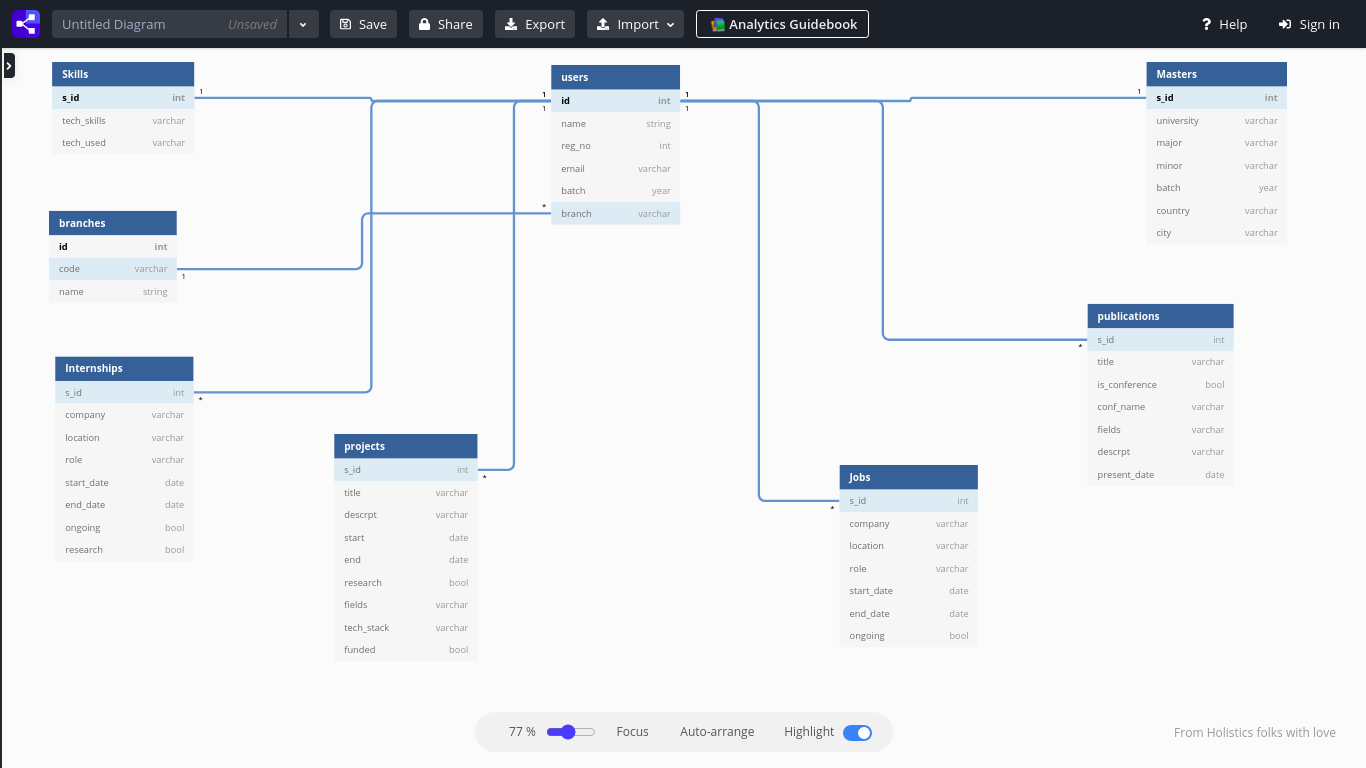 Untitled Diagram Unsaved Save Share Export Import Analytics Guidebook Help Sign in
Skills
s_id int
tech_skills varchar
tech_used varchar
1
branches
id int
code varchar
name string
1
Internships
s_id int
company varchar
location varchar
role varchar
start_date date
end_date date
ongoing bool
research bool
*
projects
s_id int
title varchar
descrpt varchar
start date
end date
research bool
fields varchar
tech_stack varchar
funded bool
*
users
id int
name string
reg_no int
email varchar
batch year
branch varchar
1
1
*
1
1
Jobs
s_id int
company varchar
location varchar
role varchar
start_date date
end_date date
ongoing bool
*
Masters
s_id int
university varchar
major varchar
minor varchar
batch year
country varchar
city varchar
1
publications
s_id int
title varchar
is_conference bool
conf_name varchar
fields varchar
descrpt varchar
present_date date
*
77 % Focus Auto-arrange Highlight
From Holistics folks with love